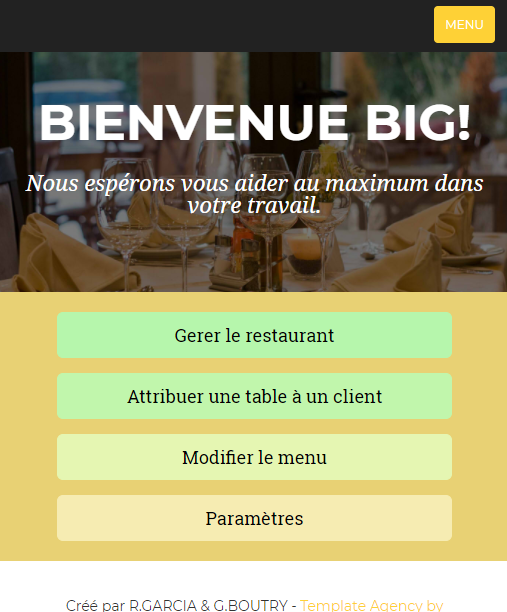 MENU
BIENVENUE BIG!
Nous espérons vous aider au maximum dans
votre travail.
Gerer le restaurant
Attribuer une table à un client
Modifier le menu
Paramètres
Créé par R.GARCIA & G.BOUTRY - Template Agency by